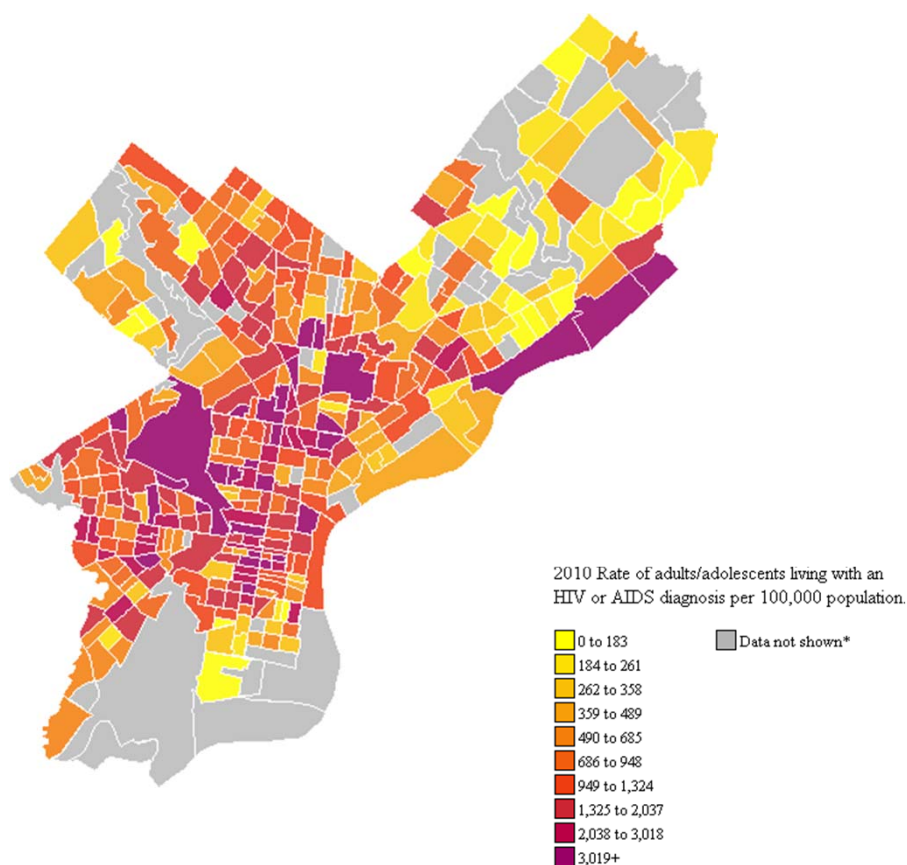 2010 Rate of adults/adolescents living with an
HIV or AIDS diagnosis per 100,000 population.
0 to 183
Data not shown*
184 to 261
262 to 358
359 to 489
490 to 685
686 to 948
949 to 1,324
1,325 to 2,037
2,038 to 3,018
3,019+